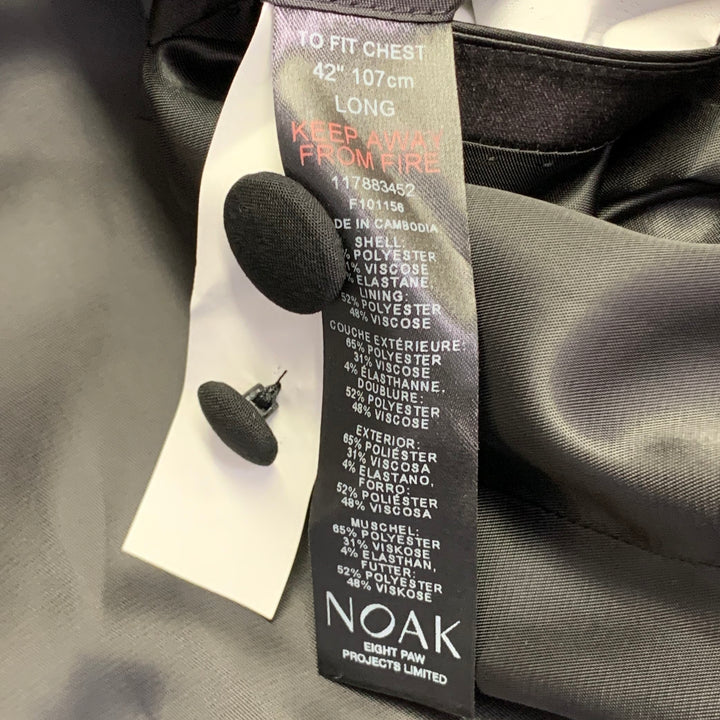 TO FIT CHEST
42" 107cm
LONG
KEEP AWAY
FROM FIRE
117883452
F101156
DE IN CAMBODIA
SHELL:
% POLYESTER
1% VISCOSE
% ELASTANE,
LINING:
52% POLYESTER
48% VISCOSE
COUCHE EXTÉRIEURE:
65% POLYESTER
31% VISCOSE
4% ÉLASTHANNE,
DOUBLURE:
52% POLYESTER
48% VISCOSE
EXTERIOR:
65% POLIÉSTER
31% VISCOSA
4% ELASTANO,
FORRO:
52% POLIÉSTER
48% VISCOSA
MUSCHEL:
65% POLYESTER
31% VISKOSE
4% ELASTHAN,
FUTTER:
52% POLYESTER
48% VISKOSE
NOAK
EIGHT PAW
PROJECTS LIMITED